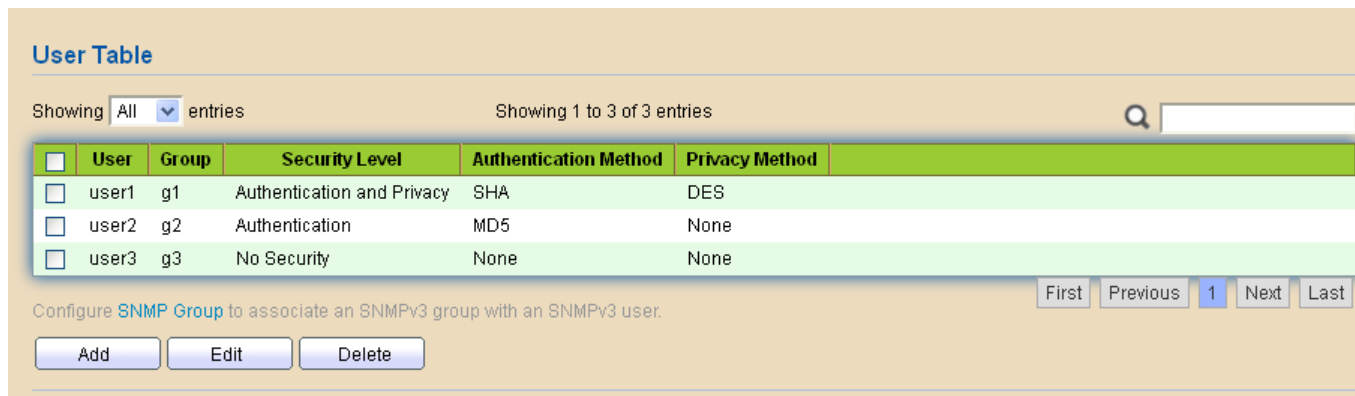 User Table
Showing All entries Showing 1 to 3 of 3 entries
User Group Security Level Authentication Method Privacy Method
user1 g1 Authentication and Privacy SHA DES
user2 g2 Authentication MD5 None
user3 g3 No Security None None
First Previous 1 Next Last
Configure SNMP Group to associate an SNMPv3 group with an SNMPv3 user.
Add Edit Delete